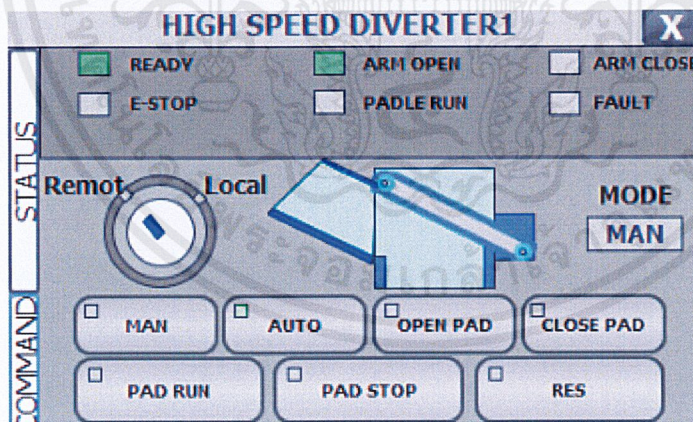 HIGH SPEED DIVERTER1 X
READY ARM OPEN ARM CLOSE
E-STOP PADLE RUN FAULT
STATUS
Remot Local
MODE
MAN
COMMAND
MAN AUTO OPEN PAD CLOSE PAD
PAD RUN PAD STOP RES